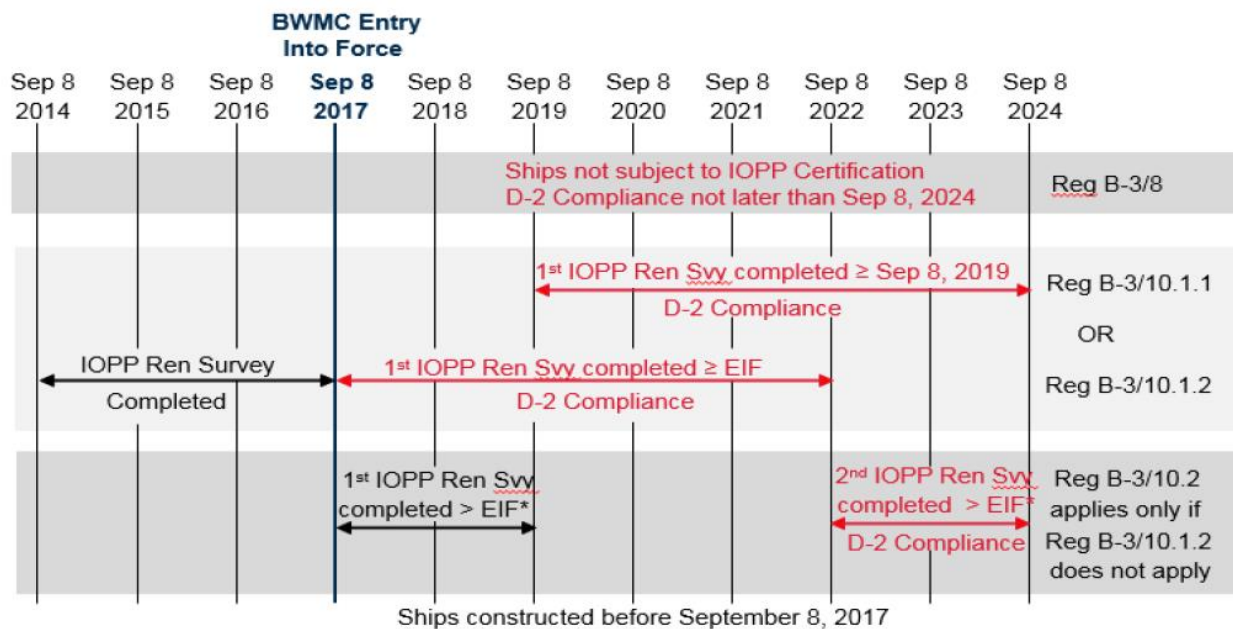 BWMC Entry
Into Force
Sep 8 Sep 8 Sep 8 Sep 8 Sep 8 Sep 8 Sep 8 Sep 8 Sep 8 Sep 8 Sep 8
2014 2015 2016 2017 2018 2019 2020 2021 2022 2023 2024
Ships not subject to IOPP Certification
D-2 Compliance not later than Sep 8, 2024
Reg B-3/8
1st IOPP Ren Svy completed ≥ Sep 8, 2019
D-2 Compliance
Reg B-3/10.1.1
OR
IOPP Ren Survey
Completed
1st IOPP Ren Svy completed ≥ EIF
D-2 Compliance
Reg B-3/10.1.2
1st IOPP Ren Svy
completed > EIF*
2nd IOPP Ren Svy
completed > EIF*
D-2 Compliance
Reg B-3/10.2
applies only if
Reg B-3/10.1.2
does not apply
Ships constructed before September 8, 2017